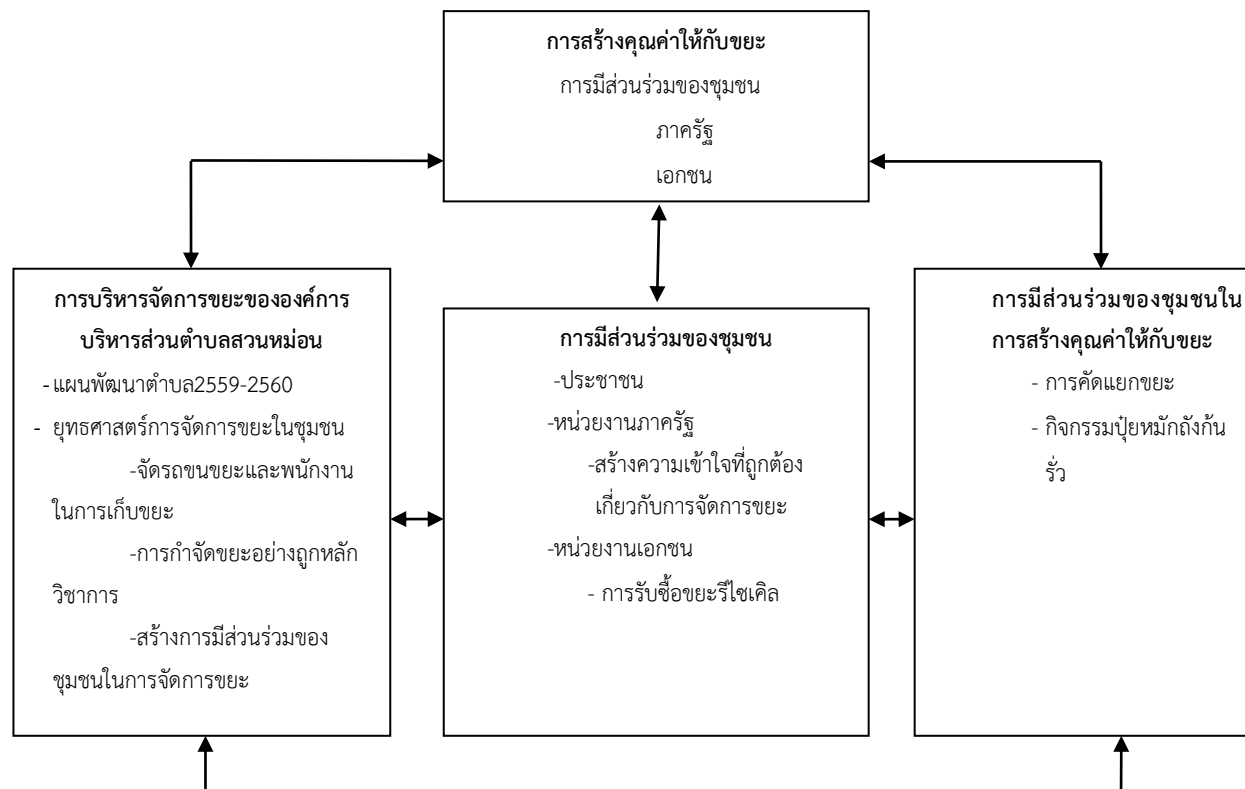 การสร้างคุณค่าให้กับขยะ
การมีส่วนร่วมของชุมชน
ภาครัฐ
เอกชน
การบริหารจัดการขยะขององค์การ
บริหารส่วนตำบลสวนหม่อน
-แผนพัฒนาตำบล2559-2560
- ยุทธศาสตร์การจัดการขยะในชุมชน
-จัดรถขนขยะและพนักงาน
ในการเก็บขยะ
-การกำจัดขยะอย่างถูกหลัก
วิชาการ
-สร้างการมีส่วนร่วมของ
ชุมชนในการจัดการขยะ
การมีส่วนร่วมของชุมชน
-ประชาชน
-หน่วยงานภาครัฐ
-สร้างความเข้าใจที่ถูกต้อง
เกี่ยวกับการจัดการขยะ
-หน่วยงานเอกชน
- การรับซื้อขยะรีไซเคิล
การมีส่วนร่วมของชุมชนใน
การสร้างคุณค่าให้กับขยะ
- การคัดแยกขยะ
- กิจกรรมปุ๋ยหมักถังก้น
รั่ว